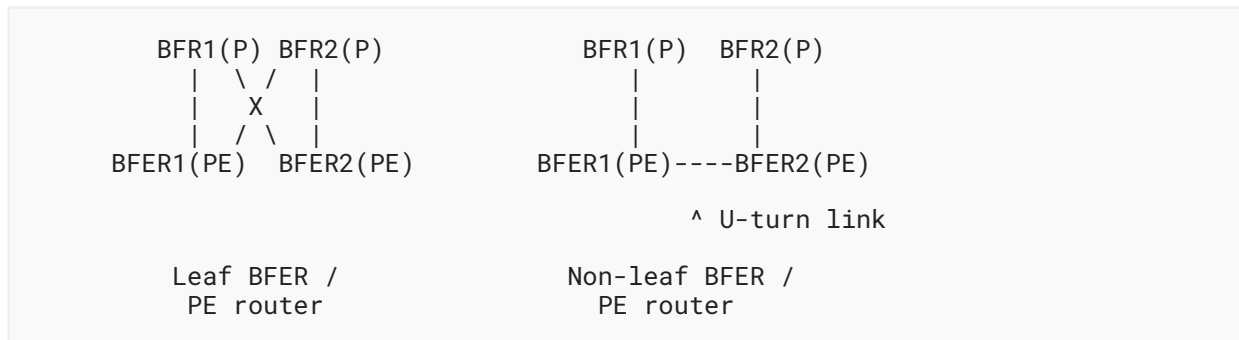 BFR1(P) BFR2(P)        BFR1(P)  BFR2(P)
|  \ /  |                |       |
|   X   |                |       |
|  / \  |                |       |
BFER1(PE)  BFER2(PE)    BFER1(PE)----BFER2(PE)
^ U-turn link
Leaf BFER /        Non-leaf BFER /
PE router          PE router